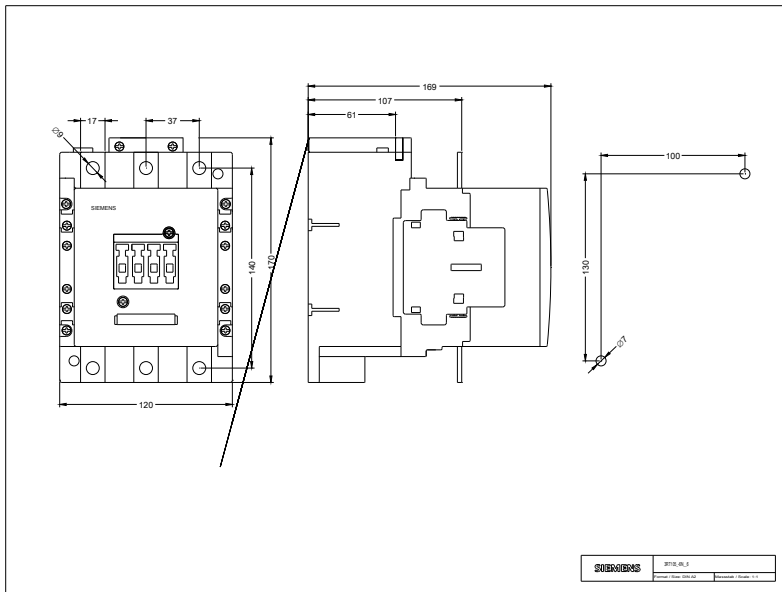 169
107
61
17
37
Ø9
100
SIEMENS
140
170
130
Ø7
120
SIEMENS
Format / Size: DIN A2
Massstab / Scale: 1:1